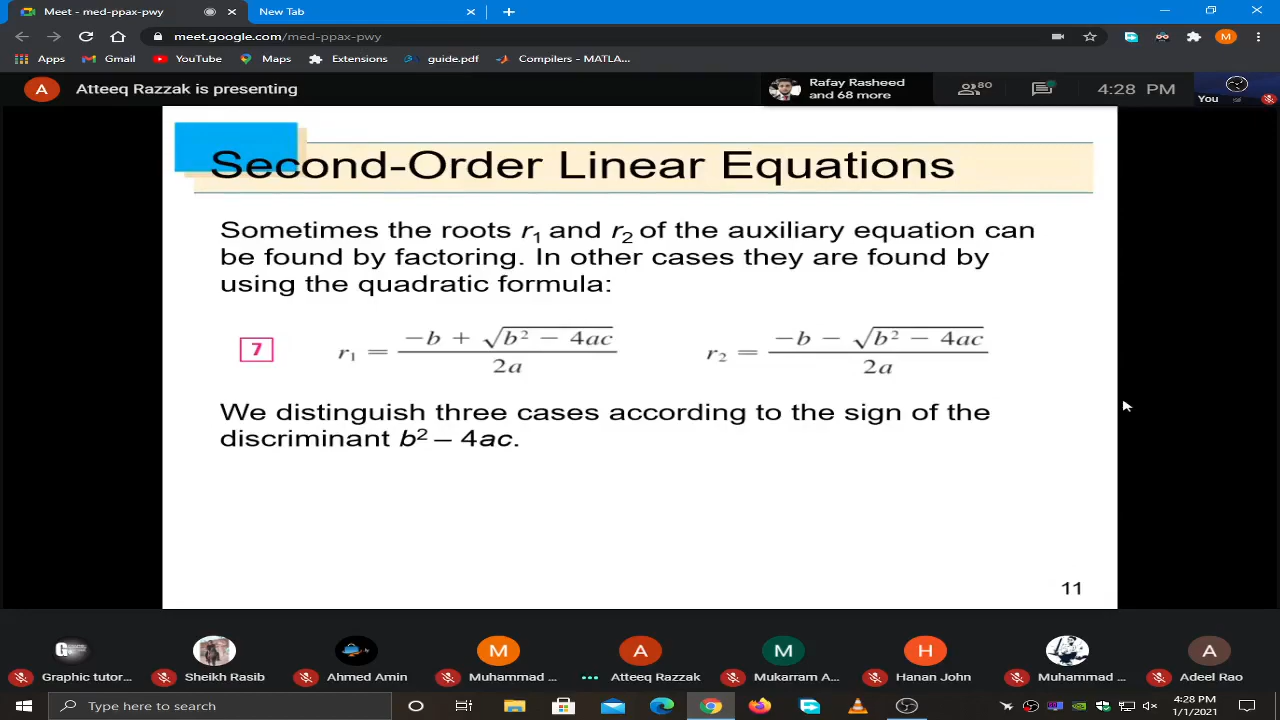 Meet - med-ppax-pwy
New Tab
meet.google.com/med-ppax-pwy
M
Apps
Gmail
YouTube
Maps
Extensions
guide.pdf
Compilers - MATLA...
A
Atteeq Razzak is presenting
Rafay Rasheed
and 68 more
80
4:28 PM
You
Second-Order Linear Equations
Sometimes the roots r₁ and r₂ of the auxiliary equation can
be found by factoring. In other cases they are found by
using the quadratic formula:
7 r₁ = (−b + √(b² − 4ac)) / 2a r₂ = (−b − √(b² − 4ac)) / 2a
We distinguish three cases according to the sign of the
discriminant b² – 4ac.
11
G M A M H A
Graphic tutor... Sheikh Rasib Ahmed Amin Muhammad ... Atteeq Razzak Mukarram A... Hanan John Muhammad ... Adeel Rao
Type here to search
4:28 PM
1/1/2021